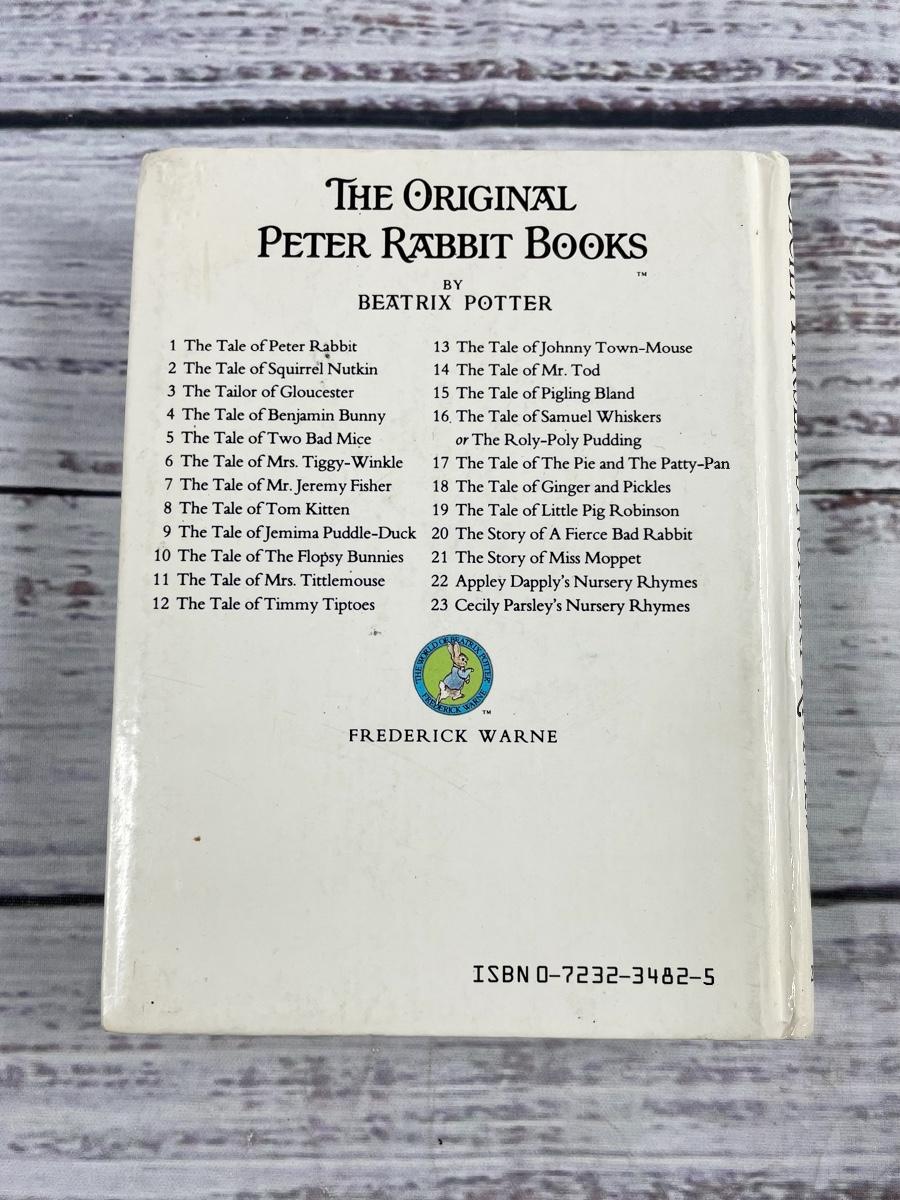 THE ORIGINAL
PETER RABBIT BOOKS
TM
BY
BEATRIX POTTER
1 The Tale of Peter Rabbit
2 The Tale of Squirrel Nutkin
3 The Tailor of Gloucester
4 The Tale of Benjamin Bunny
5 The Tale of Two Bad Mice
6 The Tale of Mrs. Tiggy-Winkle
7 The Tale of Mr. Jeremy Fisher
8 The Tale of Tom Kitten
9 The Tale of Jemima Puddle-Duck
10 The Tale of The Flopsy Bunnies
11 The Tale of Mrs. Tittlemouse
12 The Tale of Timmy Tiptoes
13 The Tale of Johnny Town-Mouse
14 The Tale of Mr. Tod
15 The Tale of Pigling Bland
16 The Tale of Samuel Whiskers
or The Roly-Poly Pudding
17 The Tale of The Pie and The Patty-Pan
18 The Tale of Ginger and Pickles
19 The Tale of Little Pig Robinson
20 The Story of A Fierce Bad Rabbit
21 The Story of Miss Moppet
22 Appley Dapply's Nursery Rhymes
23 Cecily Parsley's Nursery Rhymes
THE WORLD OF BEATRIX POTTER
FREDERICK WARNE
TM
FREDERICK WARNE
ISBN 0-7232-3482-5